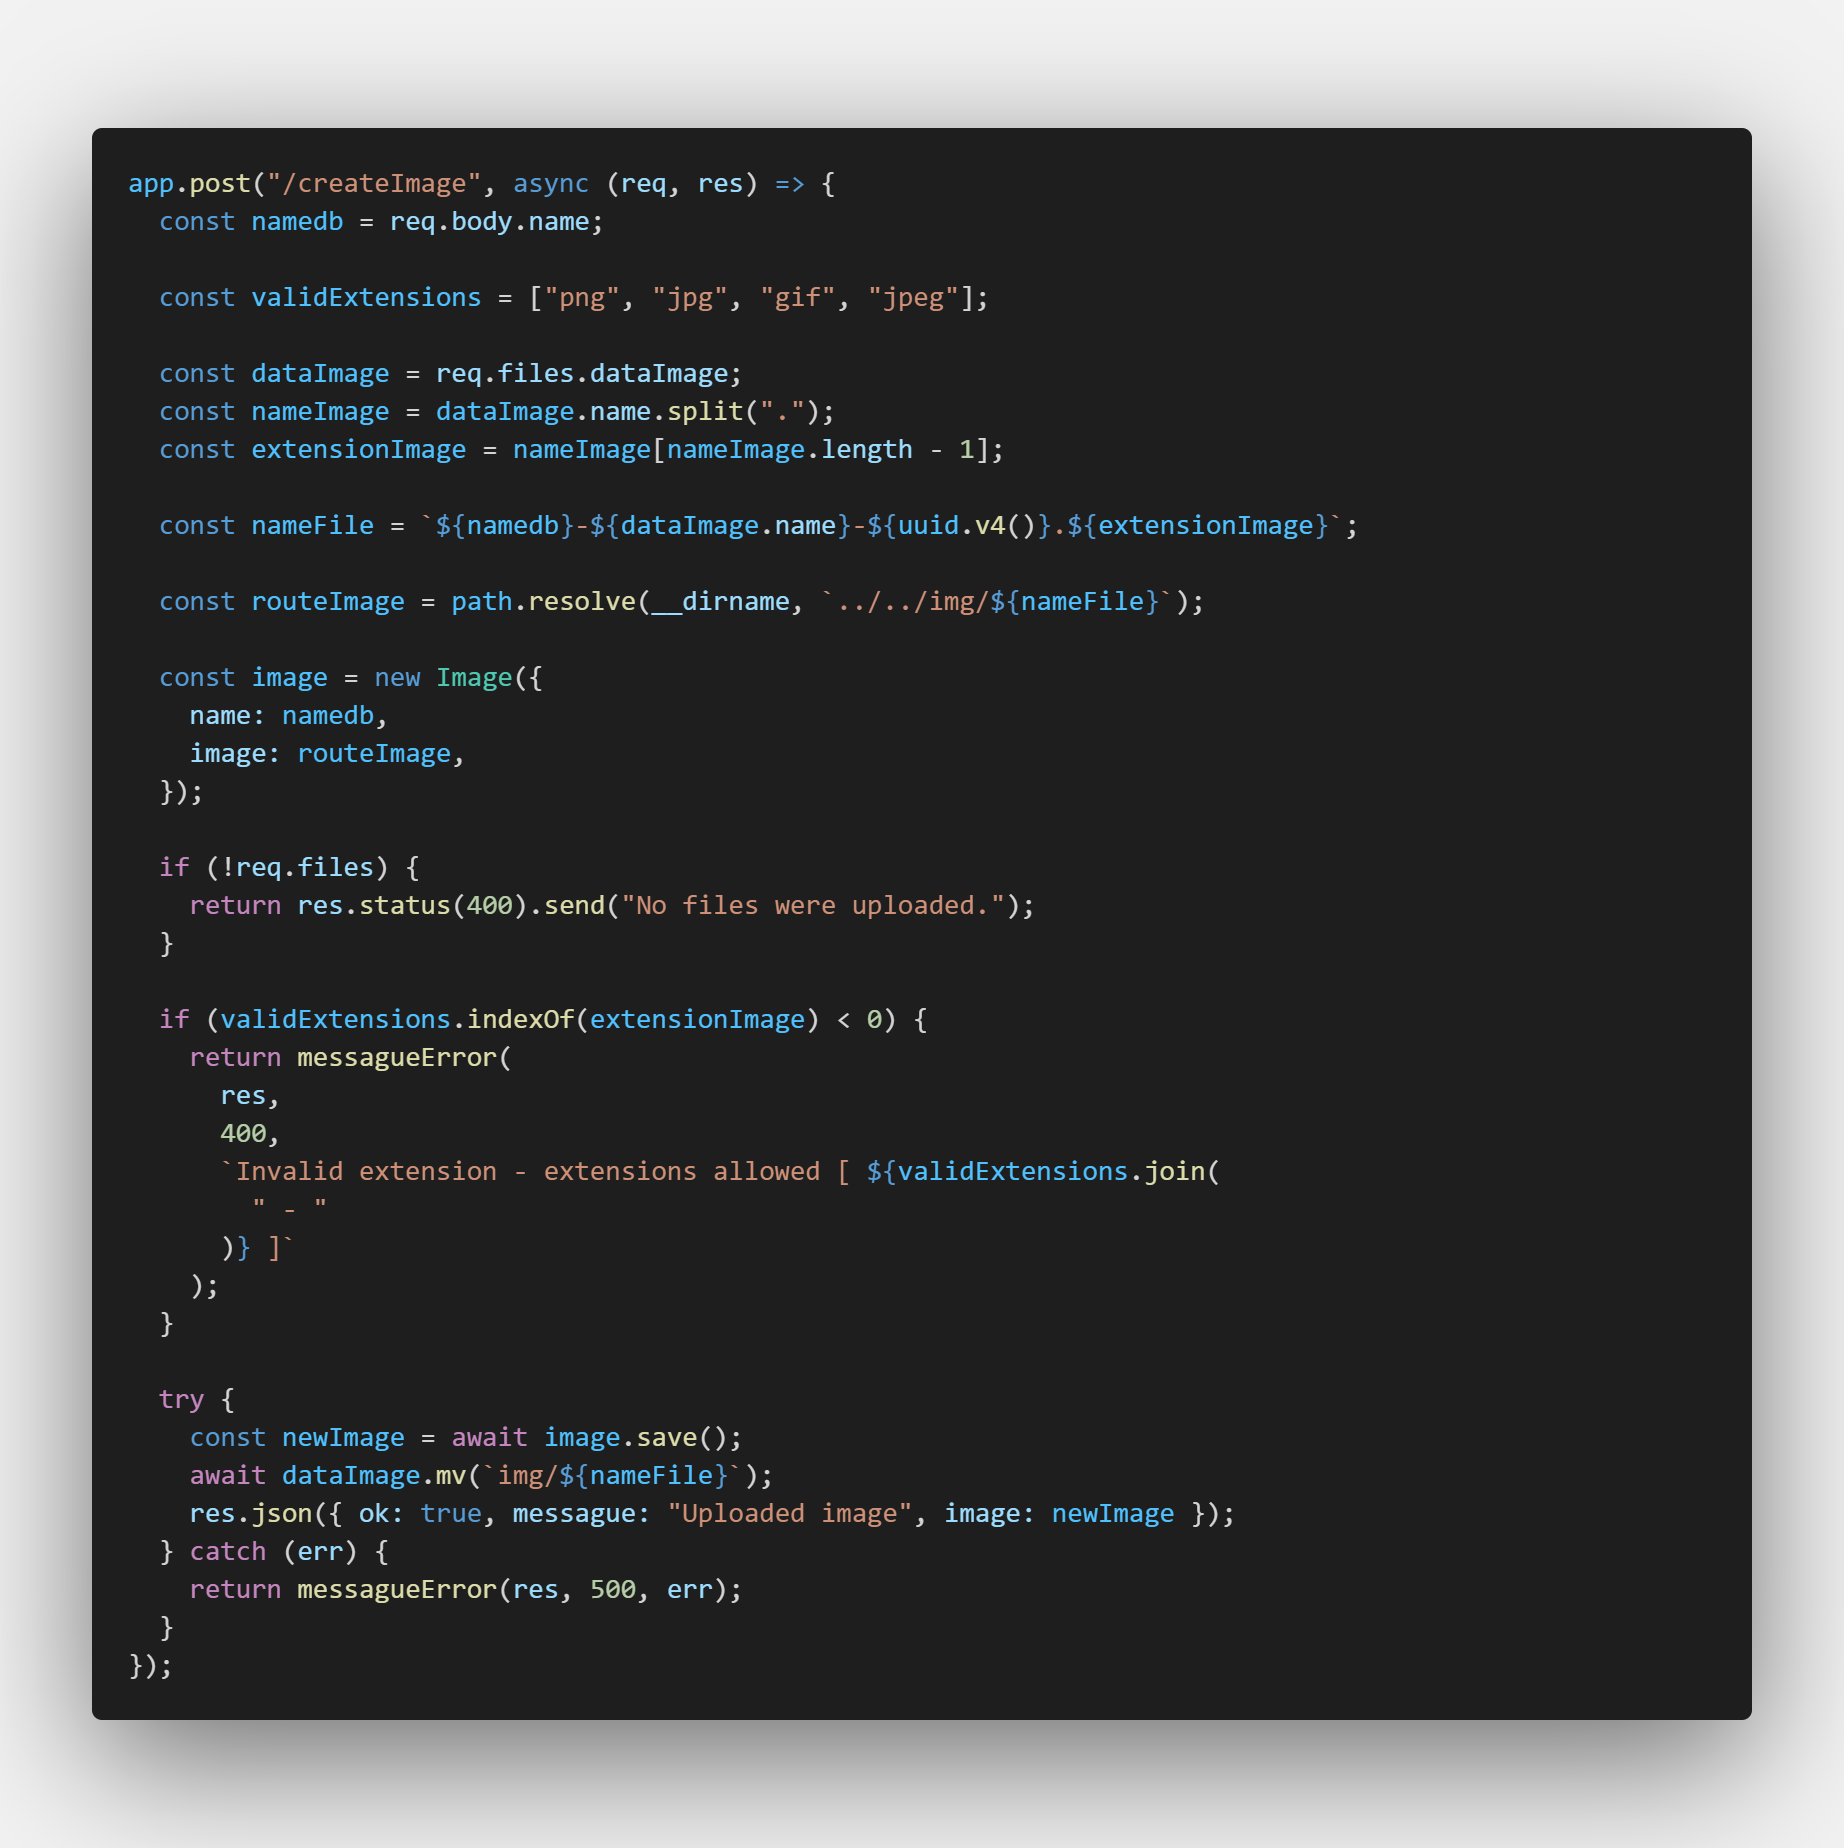 app.post("/createImage", async (req, res) => {
  const namedb = req.body.name;

  const validExtensions = ["png", "jpg", "gif", "jpeg"];

  const dataImage = req.files.dataImage;
  const nameImage = dataImage.name.split(".");
  const extensionImage = nameImage[nameImage.length - 1];

  const nameFile = `${namedb}-${dataImage.name}-${uuid.v4()}.${extensionImage}`;

  const routeImage = path.resolve(__dirname, `../../img/${nameFile}`);

  const image = new Image({
    name: namedb,
    image: routeImage,
  });

  if (!req.files) {
    return res.status(400).send("No files were uploaded.");
  }

  if (validExtensions.indexOf(extensionImage) < 0) {
    return messagueError(
      res,
      400,
      `Invalid extension - extensions allowed [ ${validExtensions.join(
        " - "
      )} ]`
    );
  }

  try {
    const newImage = await image.save();
    await dataImage.mv(`img/${nameFile}`);
    res.json({ ok: true, messague: "Uploaded image", image: newImage });
  } catch (err) {
    return messagueError(res, 500, err);
  }
});